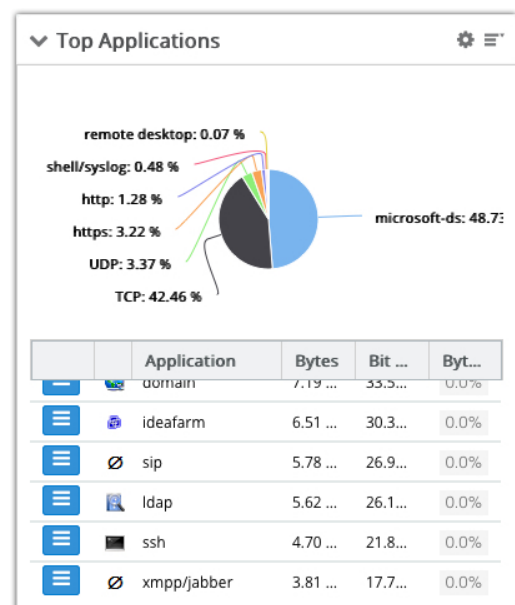 Top Applications
remote desktop: 0.07 %
shell/syslog: 0.48 %
http: 1.28 %
https: 3.22 %
microsoft-ds: 48.73
UDP: 3.37 %
TCP: 42.46 %
Application Bytes Bit ... Byt...
domain 7.19 ... 33.5... 0.0%
ideafarm 6.51 ... 30.3... 0.0%
sip 5.78 ... 26.9... 0.0%
ldap 5.62 ... 26.1... 0.0%
ssh 4.70 ... 21.8... 0.0%
xmpp/jabber 3.81 ... 17.7... 0.0%